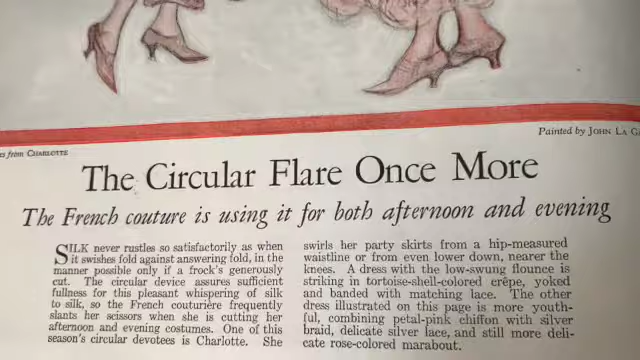 es from CHARLOTTE
Painted by JOHN LA GA
The Circular Flare Once More
The French couture is using it for both afternoon and evening
SILK never rustles so satisfactorily as when
it swishes fold against answering fold, in the
manner possible only if a frock's generously
cut. The circular device assures sufficient
fullness for this pleasant whispering of silk
to silk, so the French couturière frequently
slants her scissors when she is cutting her
afternoon and evening costumes. One of this
season's circular devotees is Charlotte. She
swirls her party skirts from a hip-measured
waistline or from even lower down, nearer the
knees. A dress with the low-swung flounce is
striking in tortoise-shell-colored crêpe, yoked
and banded with matching lace. The other
dress illustrated on this page is more youth-
ful, combining petal-pink chiffon with silver
braid, delicate silver lace, and still more deli-
cate rose-colored marabout.